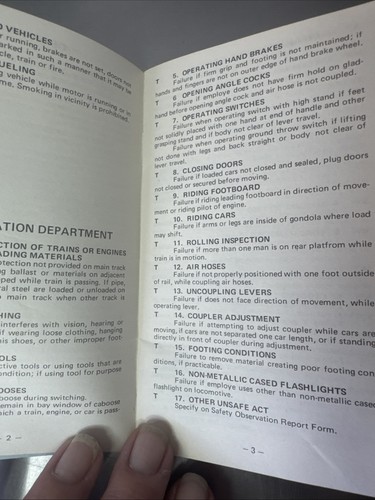 D VEHICLES
r running, brakes are not set, doors not
arked in such a manner that it may be
cle, train or fire.
UELING
g vehicle while motor is running or in
me. Smoking in vicinity is prohibited.
ATION DEPARTMENT
CTION OF TRAINS OR ENGINES
ADING MATERIALS
otection not provided on main track
ng ballast or materials on adjacent
ped while train is passing. If pipe,
ral steel are loaded or unloaded on
o main track when other track is
HING
interferes with vision, hearing or
if wearing loose clothing, hanging
his shoes, or other improper foot-
OLS
ctive tools or using tools that are
ondition; if using tool for purpose
OOSES
boose during switching.
emain in bay window of caboose
hich a train, engine, or car is pass-
- 2 -
T 5. OPERATING HAND BRAKES
Failure if firm grip and footing is not maintained; if
hands and fingers are not on outer edge of hand brake wheel.
T 6 OPENING ANGLE COCKS
Failure if employe does not have firm hold on glad-
hand before opening angle cock and air hose is not coupled.
T 7. OPERATING SWITCHES
Failure when operating switch with high stand if feet
not solidly placed with one hand at end of handle and other
grasping stand and body not clear of lever travel.
Failure when operating ground throw switch if lifting
not done with legs and back straight or body not clear of
lever travel.
T 8. CLOSING DOORS
Failure if loaded cars not closed and sealed, plug doors
not closed or secured before moving.
T 9. RIDING FOOTBOARD
Failure if riding leading footboard in direction of move-
ment or riding pilot of engine.
T 10. RIDING CARS
Failure if arms or legs are inside of gondola where load
may shift.
T 11. ROLLING INSPECTION
Failure if more than one man is on rear platfrom while
train is in motion.
T 12. AIR HOSES
Failure if not properly positioned with one foot outside
of rail, while coupling air hoses.
T 13. UNCOUPLING LEVERS
Failure if does not face direction of movement, while
operating lever.
T 14. COUPLER ADJUSTMENT
Failure if attempting to adjust coupler while cars are
moving, if cars are not separated one car length, or if standing
directly in front of coupler during adjustment.
T 15. FOOTING CONDITIONS
Failure to remove material creating poor footing con-
ditions, if practicable.
T 16. NON-METALLIC CASED FLASHLIGHTS
Failure if employe uses other than non-metallic cased
flashlight on locomotive.
T 17. OTHER UNSAFE ACT
Specify on Safety Observation Report Form.
- 3 -